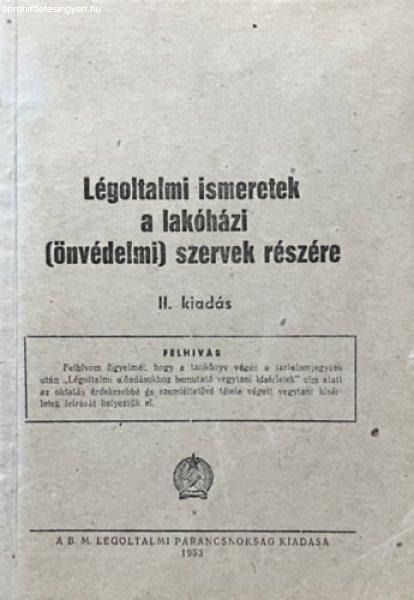 aprohirdetesingyen.hu
Légoltalmi ismeretek
a lakóházi
(önvédelmi) szervek részére
II. kiadás
FELHIVÁS
Felhívom figyelmét, hogy a tankönyv végén a tartalomjegyzék
után „Légoltalmi előadásokhoz bemutató vegytani kísérletek" cím alatt
az oktatás érdekesebbé és szemléltetővé tétele végett vegytani kísér-
letek leírását helyeztük el.
A B. M. LÉGOLTALMI PARANCSNOKSÁG KIADÁSA
1953